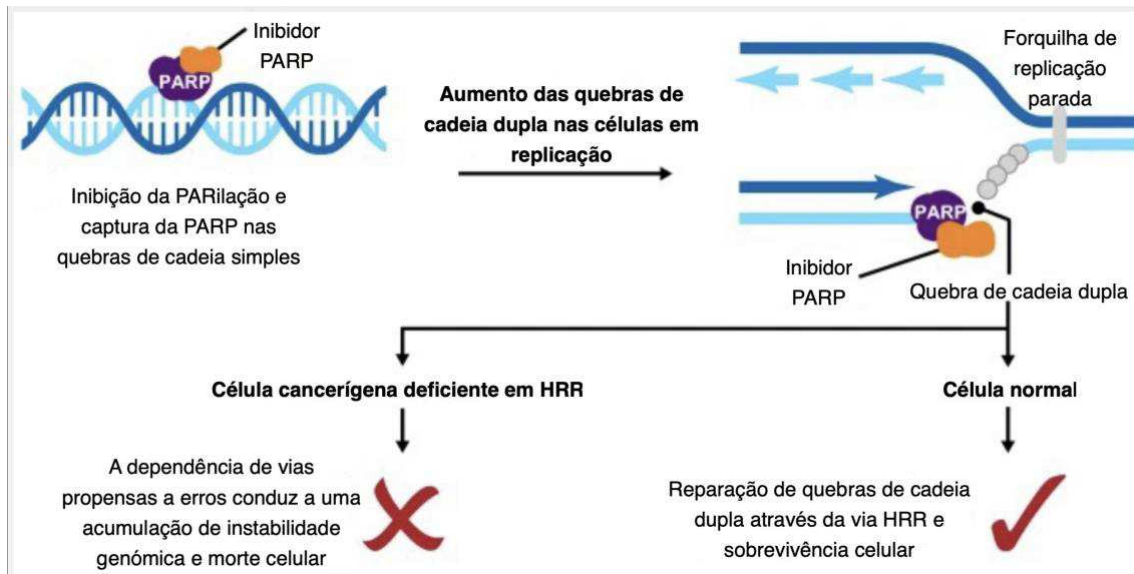 Inibidor
PARP
PARP
Inibição da PARilação e
captura da PARP nas
quebras de cadeia simples
Aumento das quebras de
cadeia dupla nas células em
replicação
Forquilha de
replicação
parada
PARP
Inibidor
PARP
Quebra de cadeia dupla
Célula cancerígena deficiente em HRR
A dependência de vias
propensas a erros conduz a uma
acumulação de instabilidade
genómica e morte celular
Célula normal
Reparação de quebras de cadeia
dupla através da via HRR e
sobrevivência celular